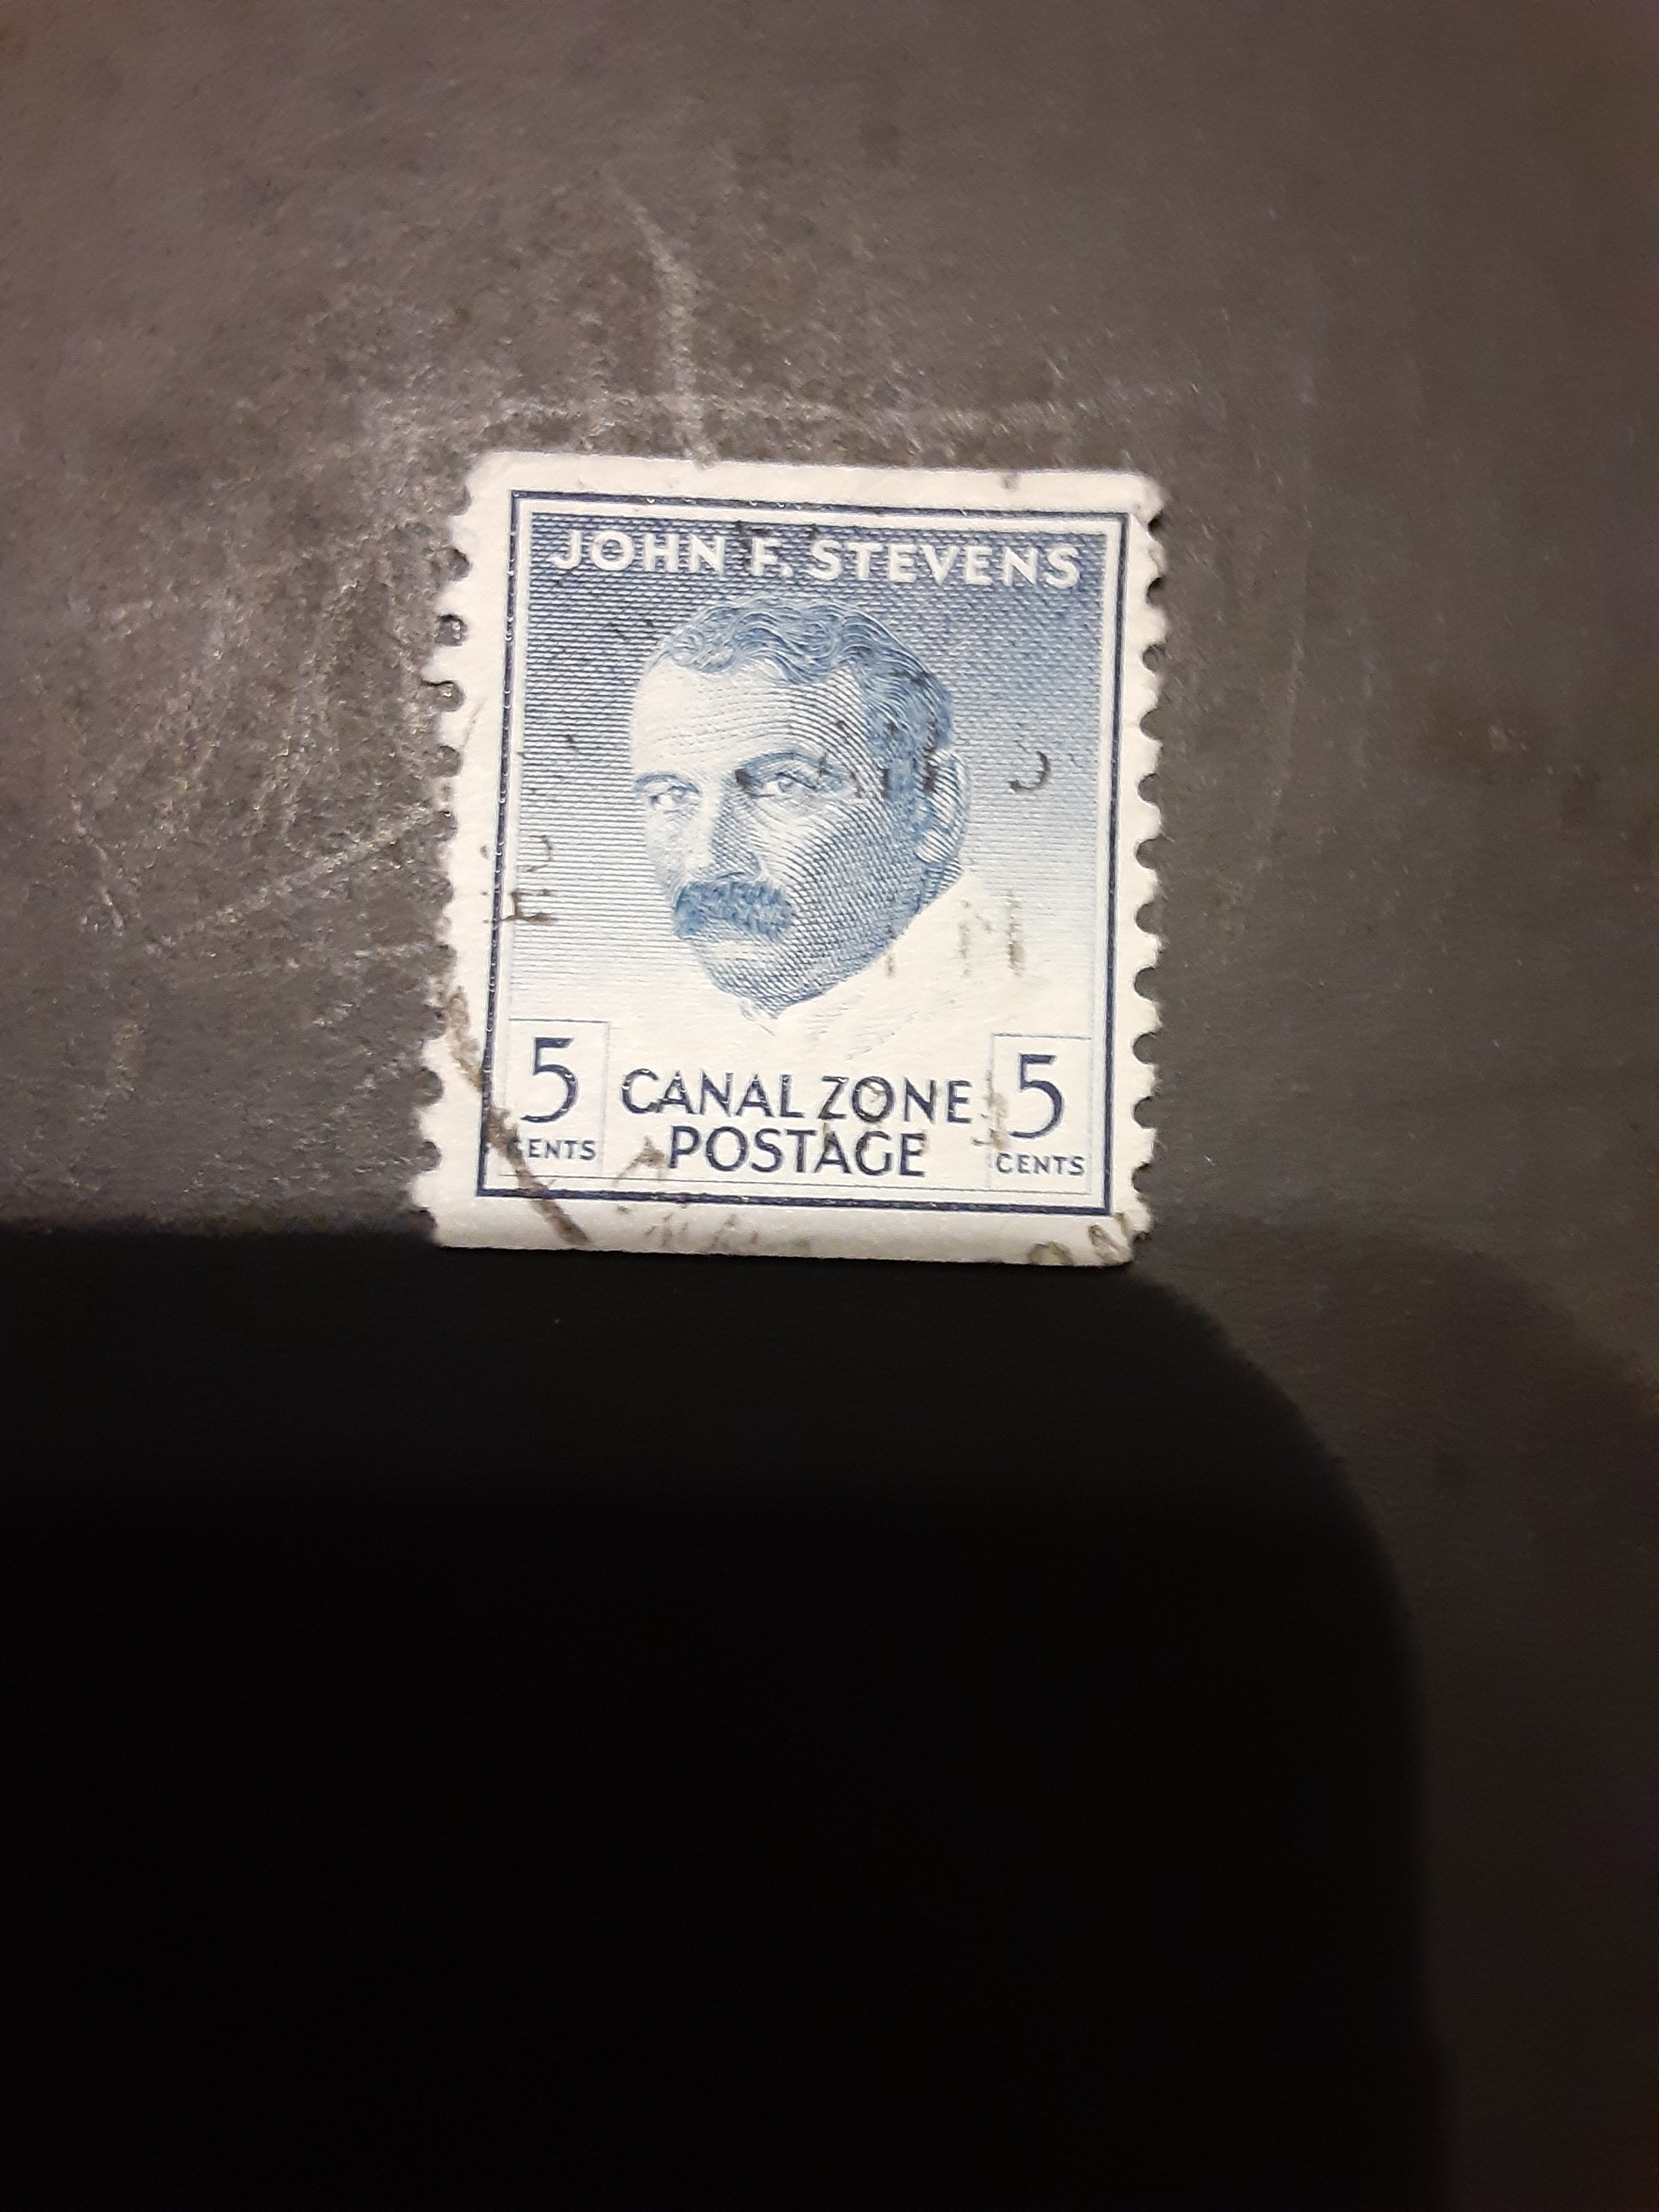 JOHN F. STEVENS
5 CENTS
CANAL ZONE
POSTAGE
5 CENTS